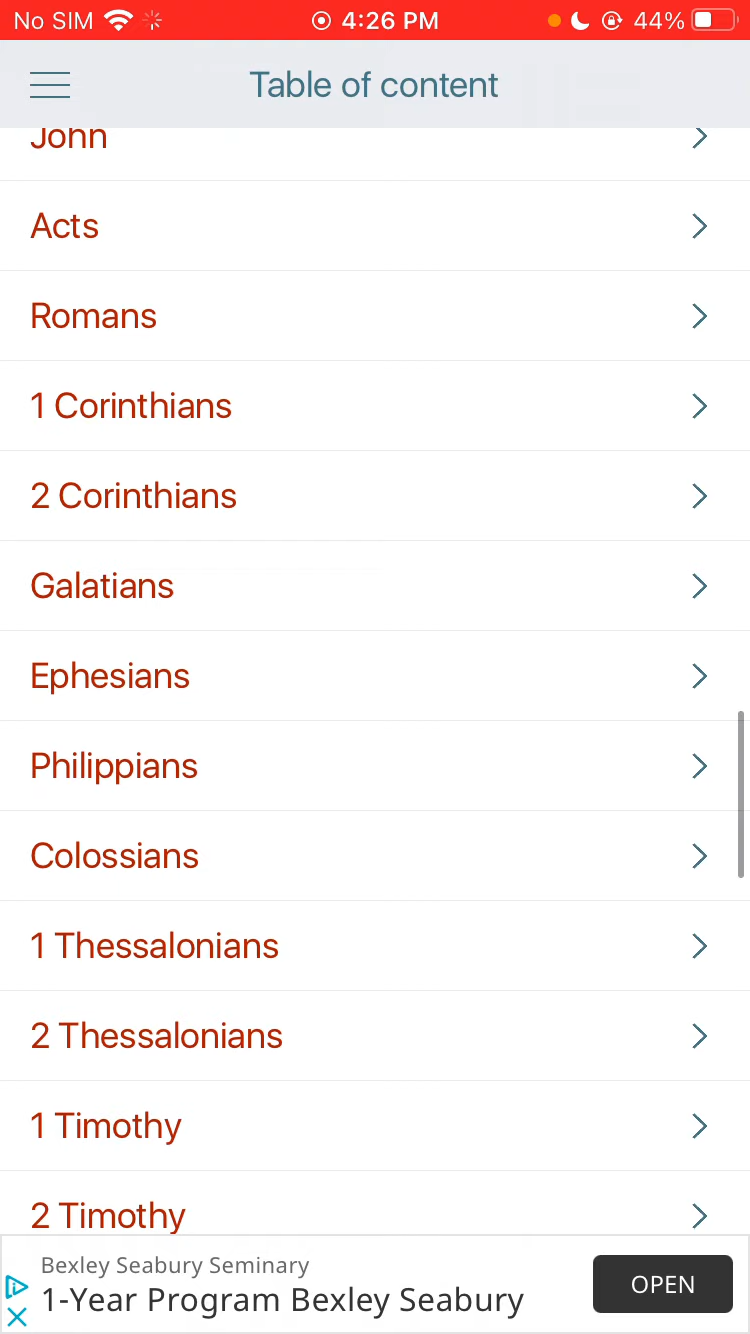 No SIM 4:26 PM 44%
Table of content
John
Acts
Romans
1 Corinthians
2 Corinthians
Galatians
Ephesians
Philippians
Colossians
1 Thessalonians
2 Thessalonians
1 Timothy
2 Timothy
Bexley Seabury Seminary
1-Year Program Bexley Seabury
OPEN